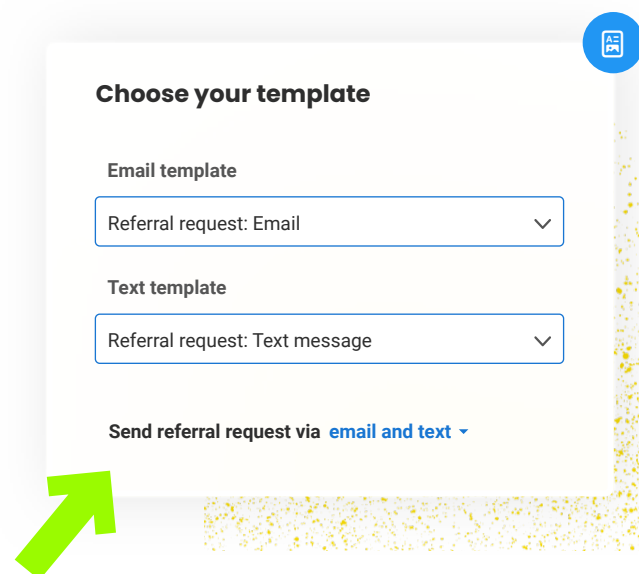 Choose your template
Email template
Referral request: Email
Text template
Referral request: Text message
Send referral request via email and text